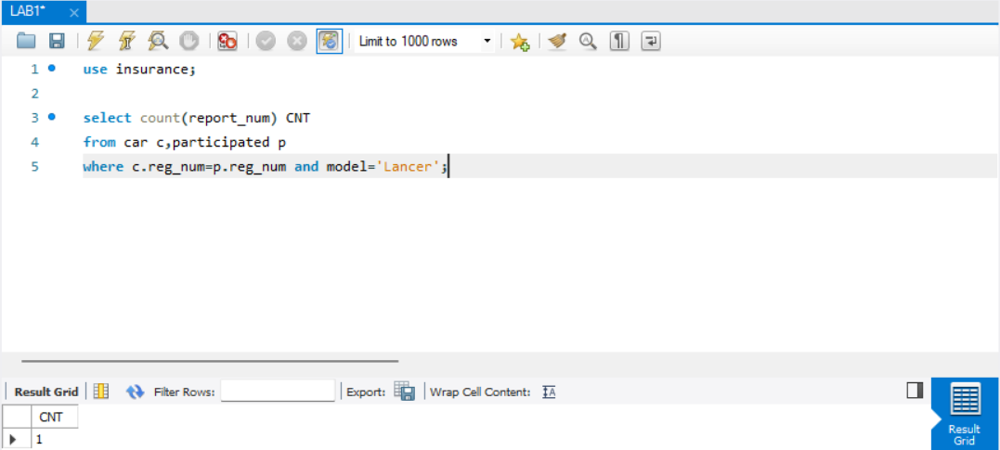 LAB1*
Limit to 1000 rows
1 use insurance;
2
3 select count(report_num) CNT
4 from car c,participated p
5 where c.reg_num=p.reg_num and model='Lancer';
Result Grid Filter Rows: Export: Wrap Cell Content:
CNT
1
Result
Grid